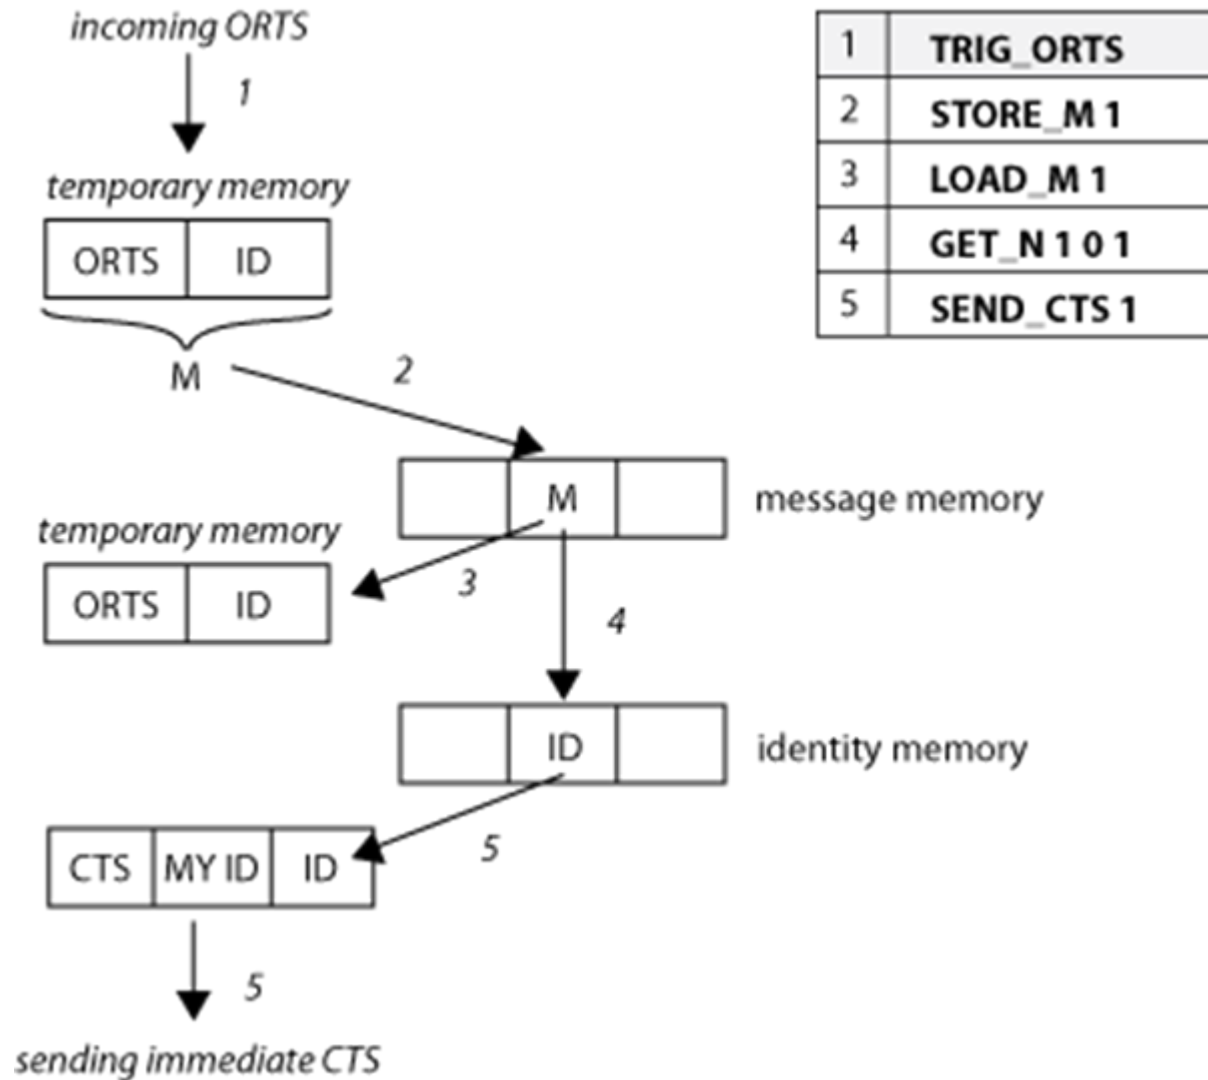 incoming ORTS
1
temporary memory
ORTS ID
M
2
M
message memory
temporary memory
ORTS ID
3
4
ID
identity memory
5
CTS MY ID ID
5
sending immediate CTS
1 TRIG_ORTS
2 STORE_M 1
3 LOAD_M 1
4 GET_N 1 0 1
5 SEND_CTS 1